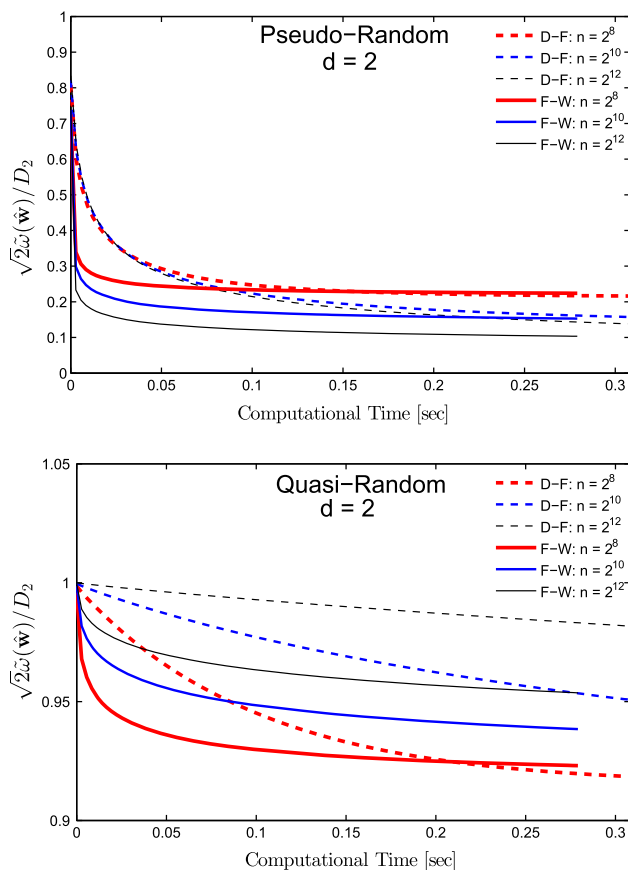 Pseudo−Random
d = 2
D−F: n = 2^8
D−F: n = 2^10
D−F: n = 2^12
F−W: n = 2^8
F−W: n = 2^10
F−W: n = 2^12
√2ω̃(ŵ)/D₂
1
0.9
0.8
0.7
0.6
0.5
0.4
0.3
0.2
0.1
0
0 0.05 0.1 0.15 0.2 0.25 0.3
Computational Time [sec]
Quasi−Random
d = 2
D−F: n = 2^8
D−F: n = 2^10
D−F: n = 2^12
F−W: n = 2^8
F−W: n = 2^10
F−W: n = 2^12
√2ω̃(ŵ)/D₂
1.05
1
0.95
0.9
0 0.05 0.1 0.15 0.2 0.25 0.3
Computational Time [sec]